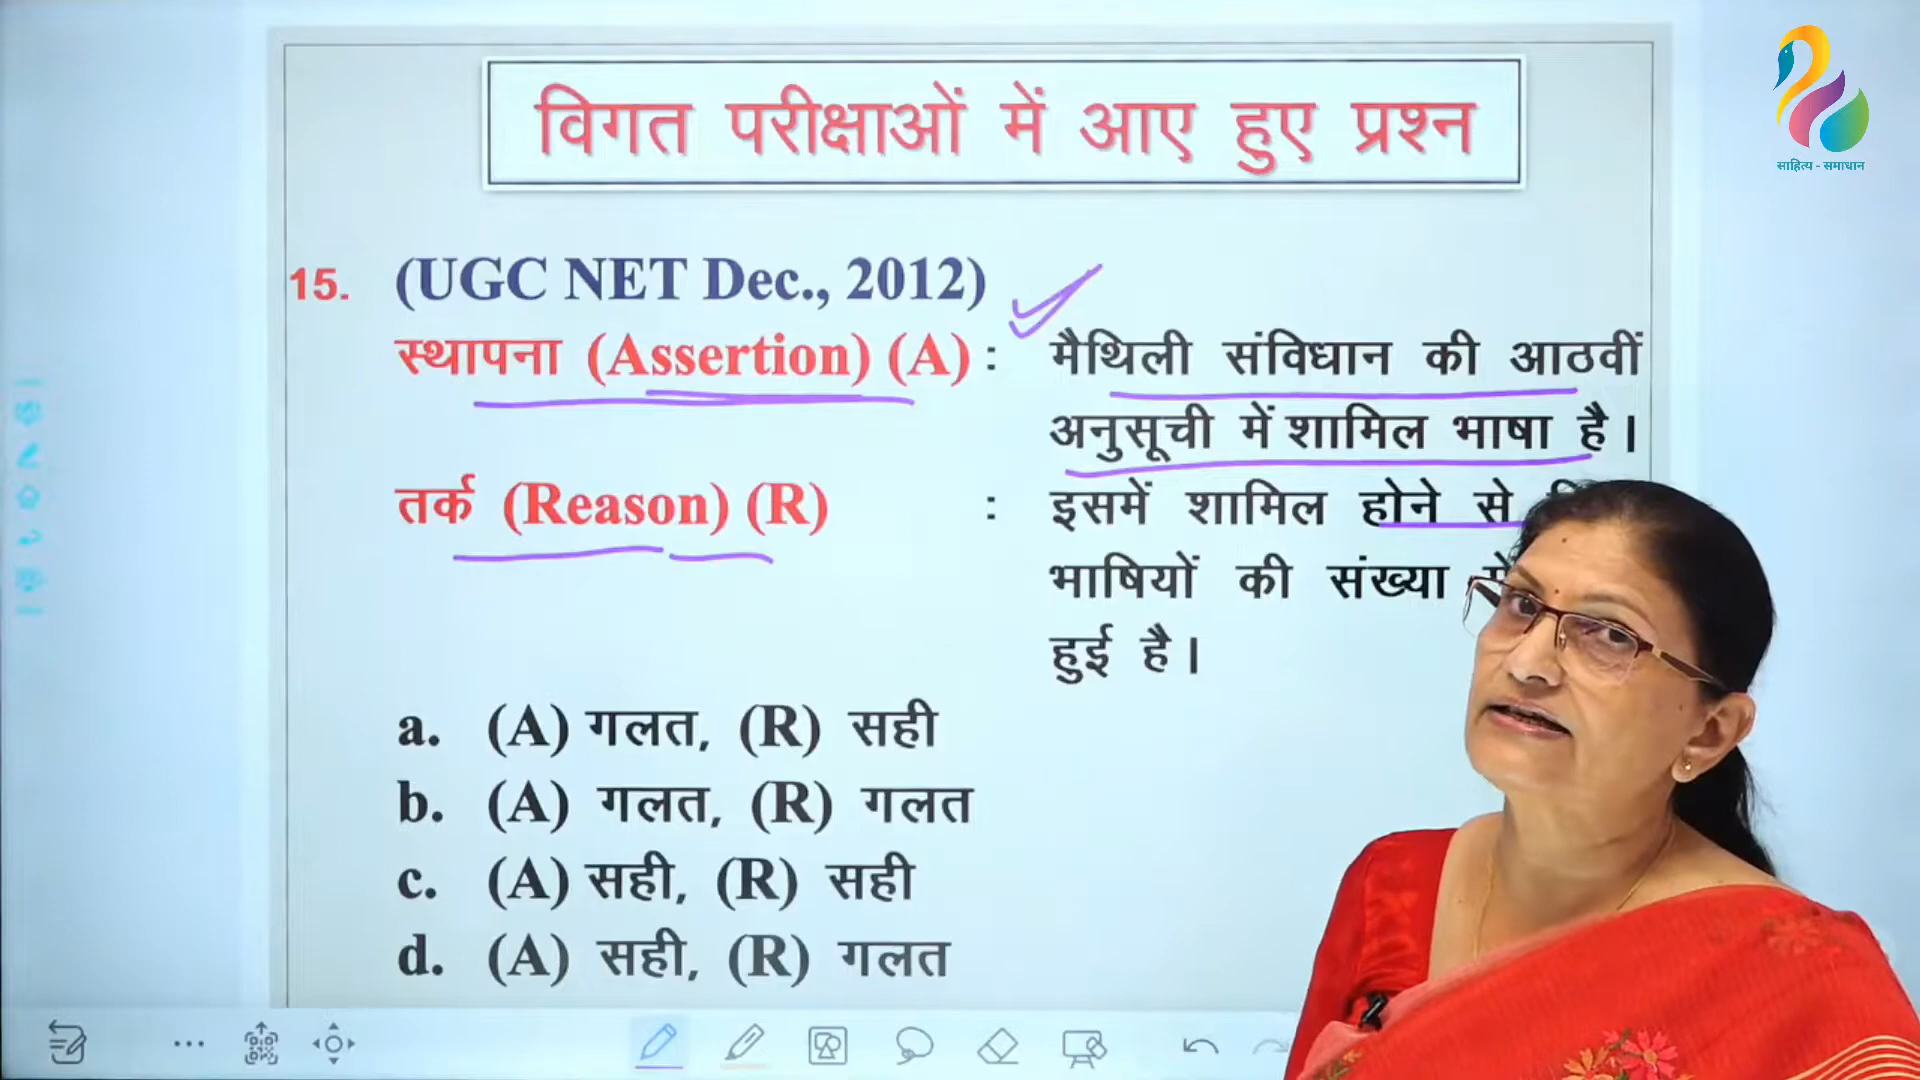 विगत परीक्षाओं में आए हुए प्रश्न
साहित्य - समाधान
15. (UGC NET Dec., 2012)
स्थापना (Assertion) (A) : मैथिली संविधान की आठवीं
अनुसूची में शामिल भाषा है।
तर्क (Reason) (R) : इसमें शामिल होने से
भाषियों की संख्या में
हुई है।
a. (A) गलत, (R) सही
b. (A) गलत, (R) गलत
c. (A) सही, (R) सही
d. (A) सही, (R) गलत